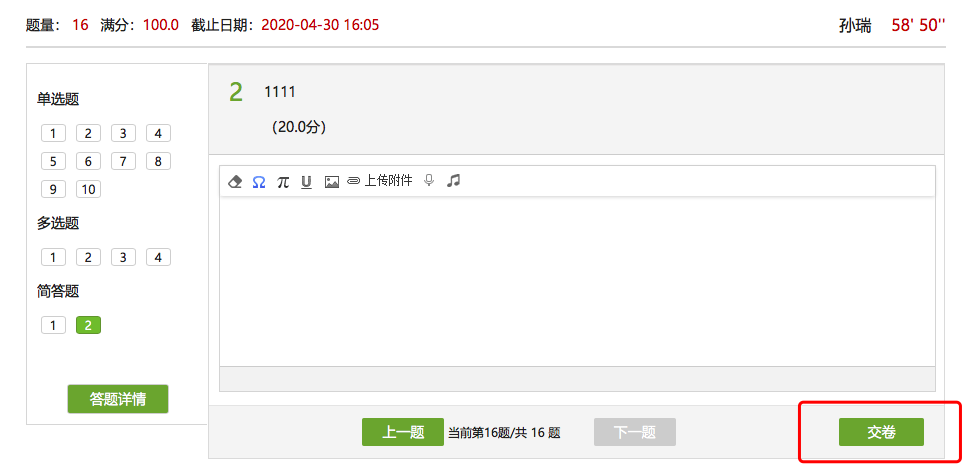 题量： 16 满分：100.0 截止日期：2020-04-30 16:05
孙瑞 58' 50''
单选题
1 2 3 4
5 6 7 8
9 10
多选题
1 2 3 4
简答题
1 2
答题详情
2 1111
（20.0分）
Ω π U 上传附件
上一题 当前第16题/共 16 题 下一题 交卷